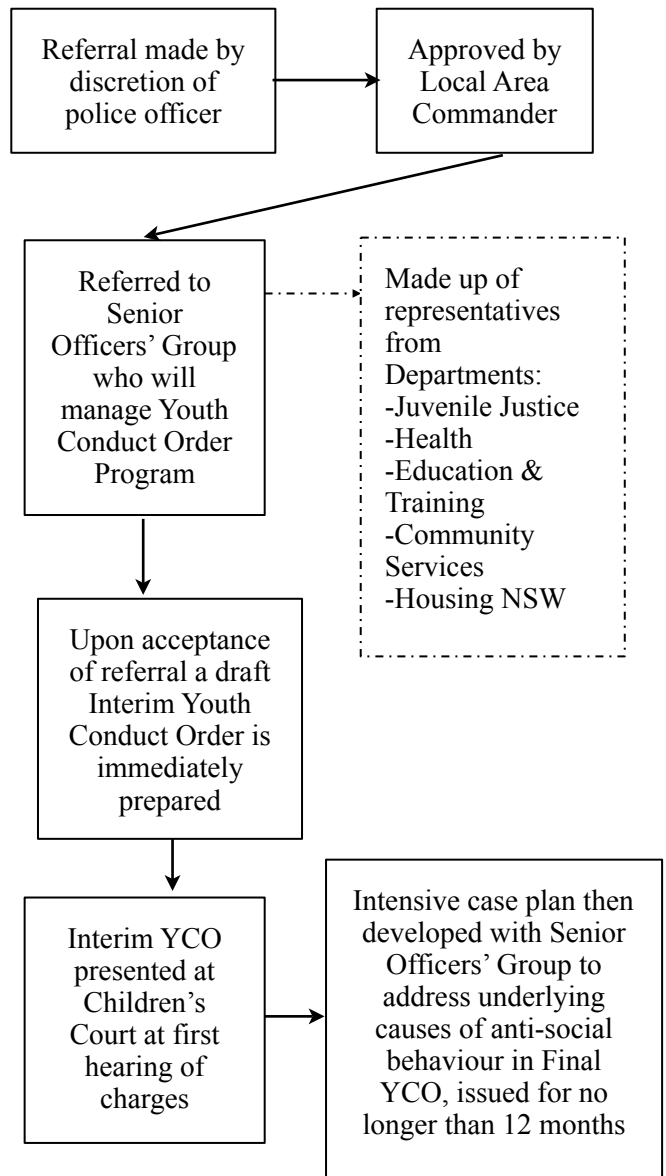 Referral made by
discretion of
police officer
Approved by
Local Area
Commander
Referred to
Senior
Officers’ Group
who will
manage Youth
Conduct Order
Program
Made up of
representatives
from
Departments:
-Juvenile Justice
-Health
-Education &
Training
-Community
Services
-Housing NSW
Upon acceptance
of referral a draft
Interim Youth
Conduct Order is
immediately
prepared
Interim YCO
presented at
Children’s
Court at first
hearing of
charges
Intensive case plan then
developed with Senior
Officers’ Group to
address underlying
causes of anti-social
behaviour in Final
YCO, issued for no
longer than 12 months